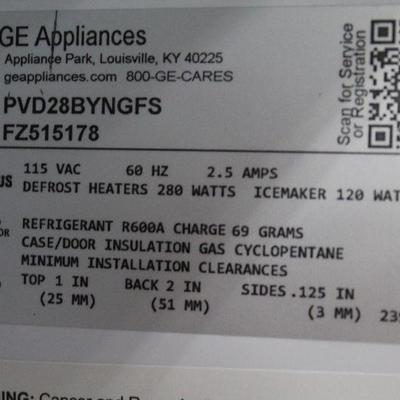 GE Appliances
Appliance Park, Louisville, KY 40225
geappliances.com 800-GE-CARES
Scan for Service
or Registration
PVD28BYNGFS
FZ515178
US
115 VAC 60 HZ 2.5 AMPS
DEFROST HEATERS 280 WATTS ICEMAKER 120 WAT
OR
REFRIGERANT R600A CHARGE 69 GRAMS
CASE/DOOR INSULATION GAS CYCLOPENTANE
MINIMUM INSTALLATION CLEARANCES
TOP 1 IN BACK 2 IN SIDES .125 IN
(25 MM) (51 MM) (3 MM) 239